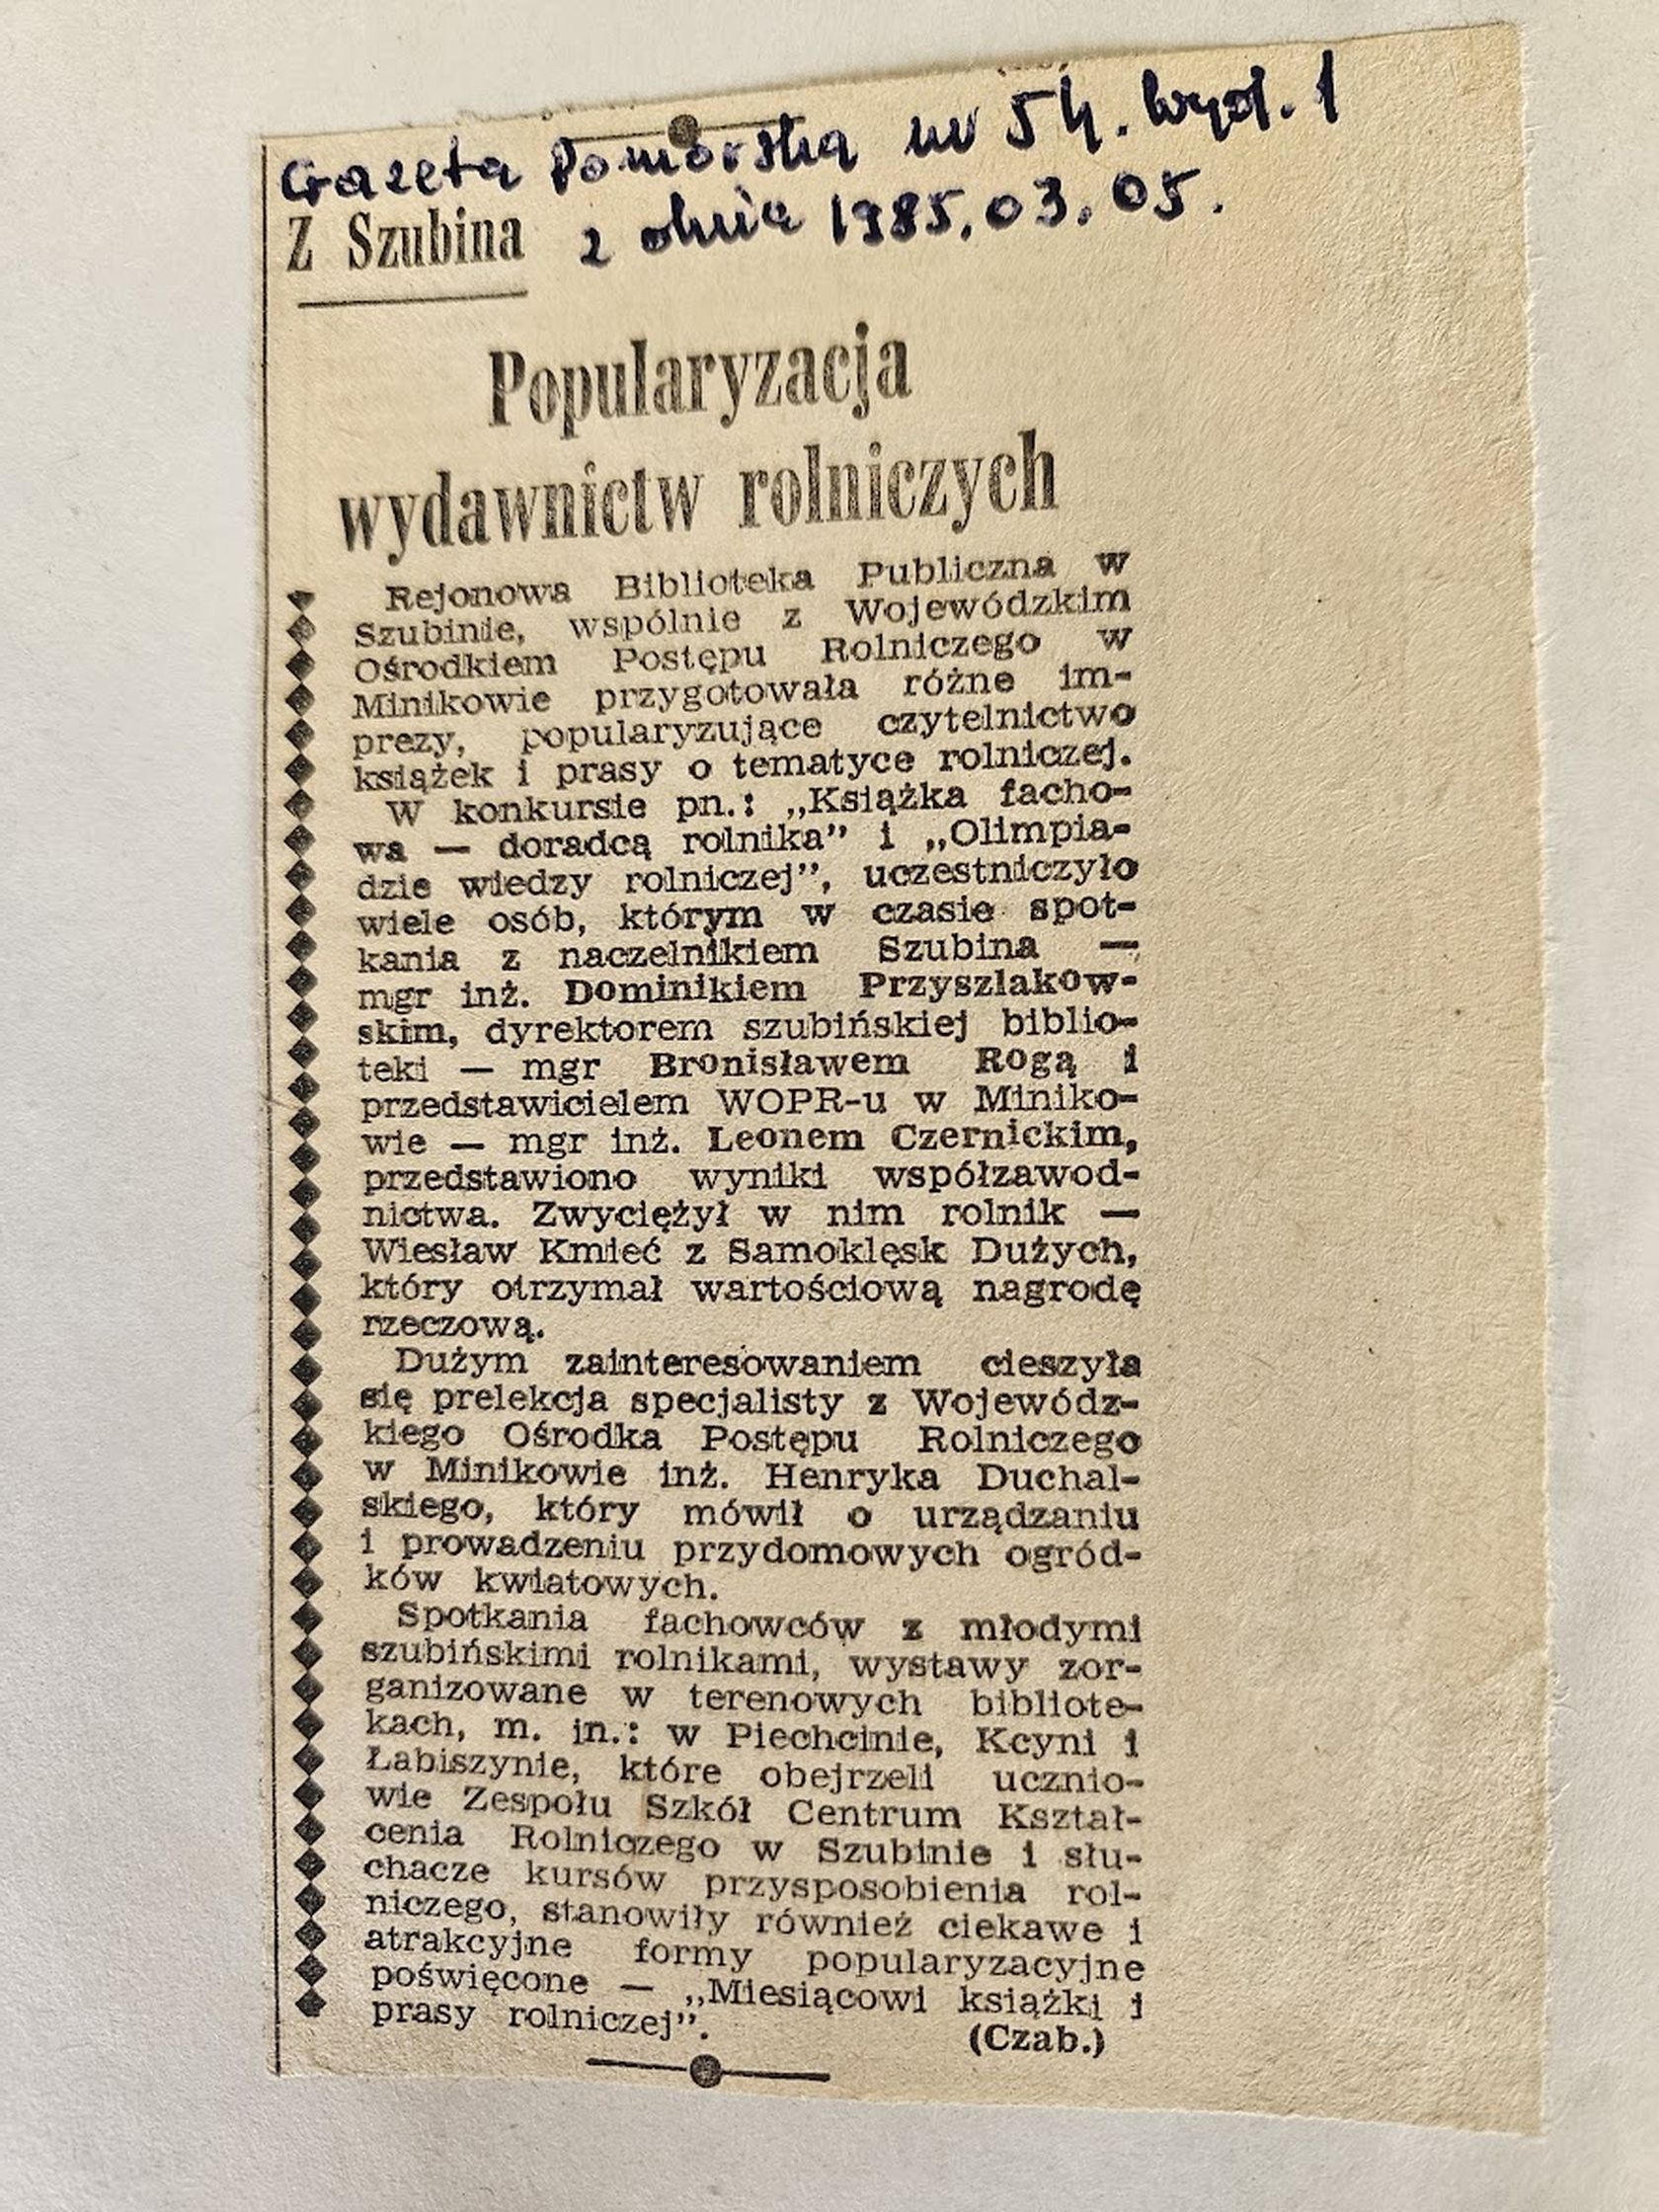 Gazeta Pomorska nr 54. wyd. 1
z dnia 1985.03.05.
Z Szubina
Popularyzacja
wydawnictw rolniczych
Rejonowa Biblioteka Publiczna w
Szubinie, wspólnie z Wojewódzkim
Ośrodkiem Postępu Rolniczego w
Minikowie przygotowała różne im-
prezy, popularyzujące czytelnictwo
książek i prasy o tematyce rolniczej.
W konkursie pn.: „Książka facho-
wa — doradcą rolnika” i „Olimpia-
dzie wiedzy rolniczej”, uczestniczyło
wiele osób, którym w czasie spot-
kania z naczelnikiem Szubina —
mgr inż. Dominikiem Przyszlakow-
skim, dyrektorem szubińskiej biblio-
teki — mgr Bronisławem Rogą i
przedstawicielem WOPR-u w Miniko-
wie — mgr inż. Leonem Czernickim,
przedstawiono wyniki współzawod-
nictwa. Zwyciężył w nim rolnik —
Wiesław Kmieć z Samoklęsk Dużych,
który otrzymał wartościową nagrodę
rzeczową.
Dużym zainteresowaniem cieszyła
się prelekcja specjalisty z Wojewódz-
kiego Ośrodka Postępu Rolniczego
w Minikowie inż. Henryka Duchal-
skiego, który mówił o urządzaniu
i prowadzeniu przydomowych ogród-
ków kwiatowych.
Spotkania fachowców z młodymi
szubińskimi rolnikami, wystawy zor-
ganizowane w terenowych bibliote-
kach, m. in.: w Piechcinie, Kcyni i
Łabiszynie, które obejrzeli ucznio-
wie Zespołu Szkół Centrum Kształ-
cenia Rolniczego w Szubinie i słu-
chacze kursów przysposobienia rol-
niczego, stanowiły również ciekawe i
atrakcyjne formy popularyzacyjne
poświęcone — „Miesiącowi książki i
prasy rolniczej”.
(Czab.)